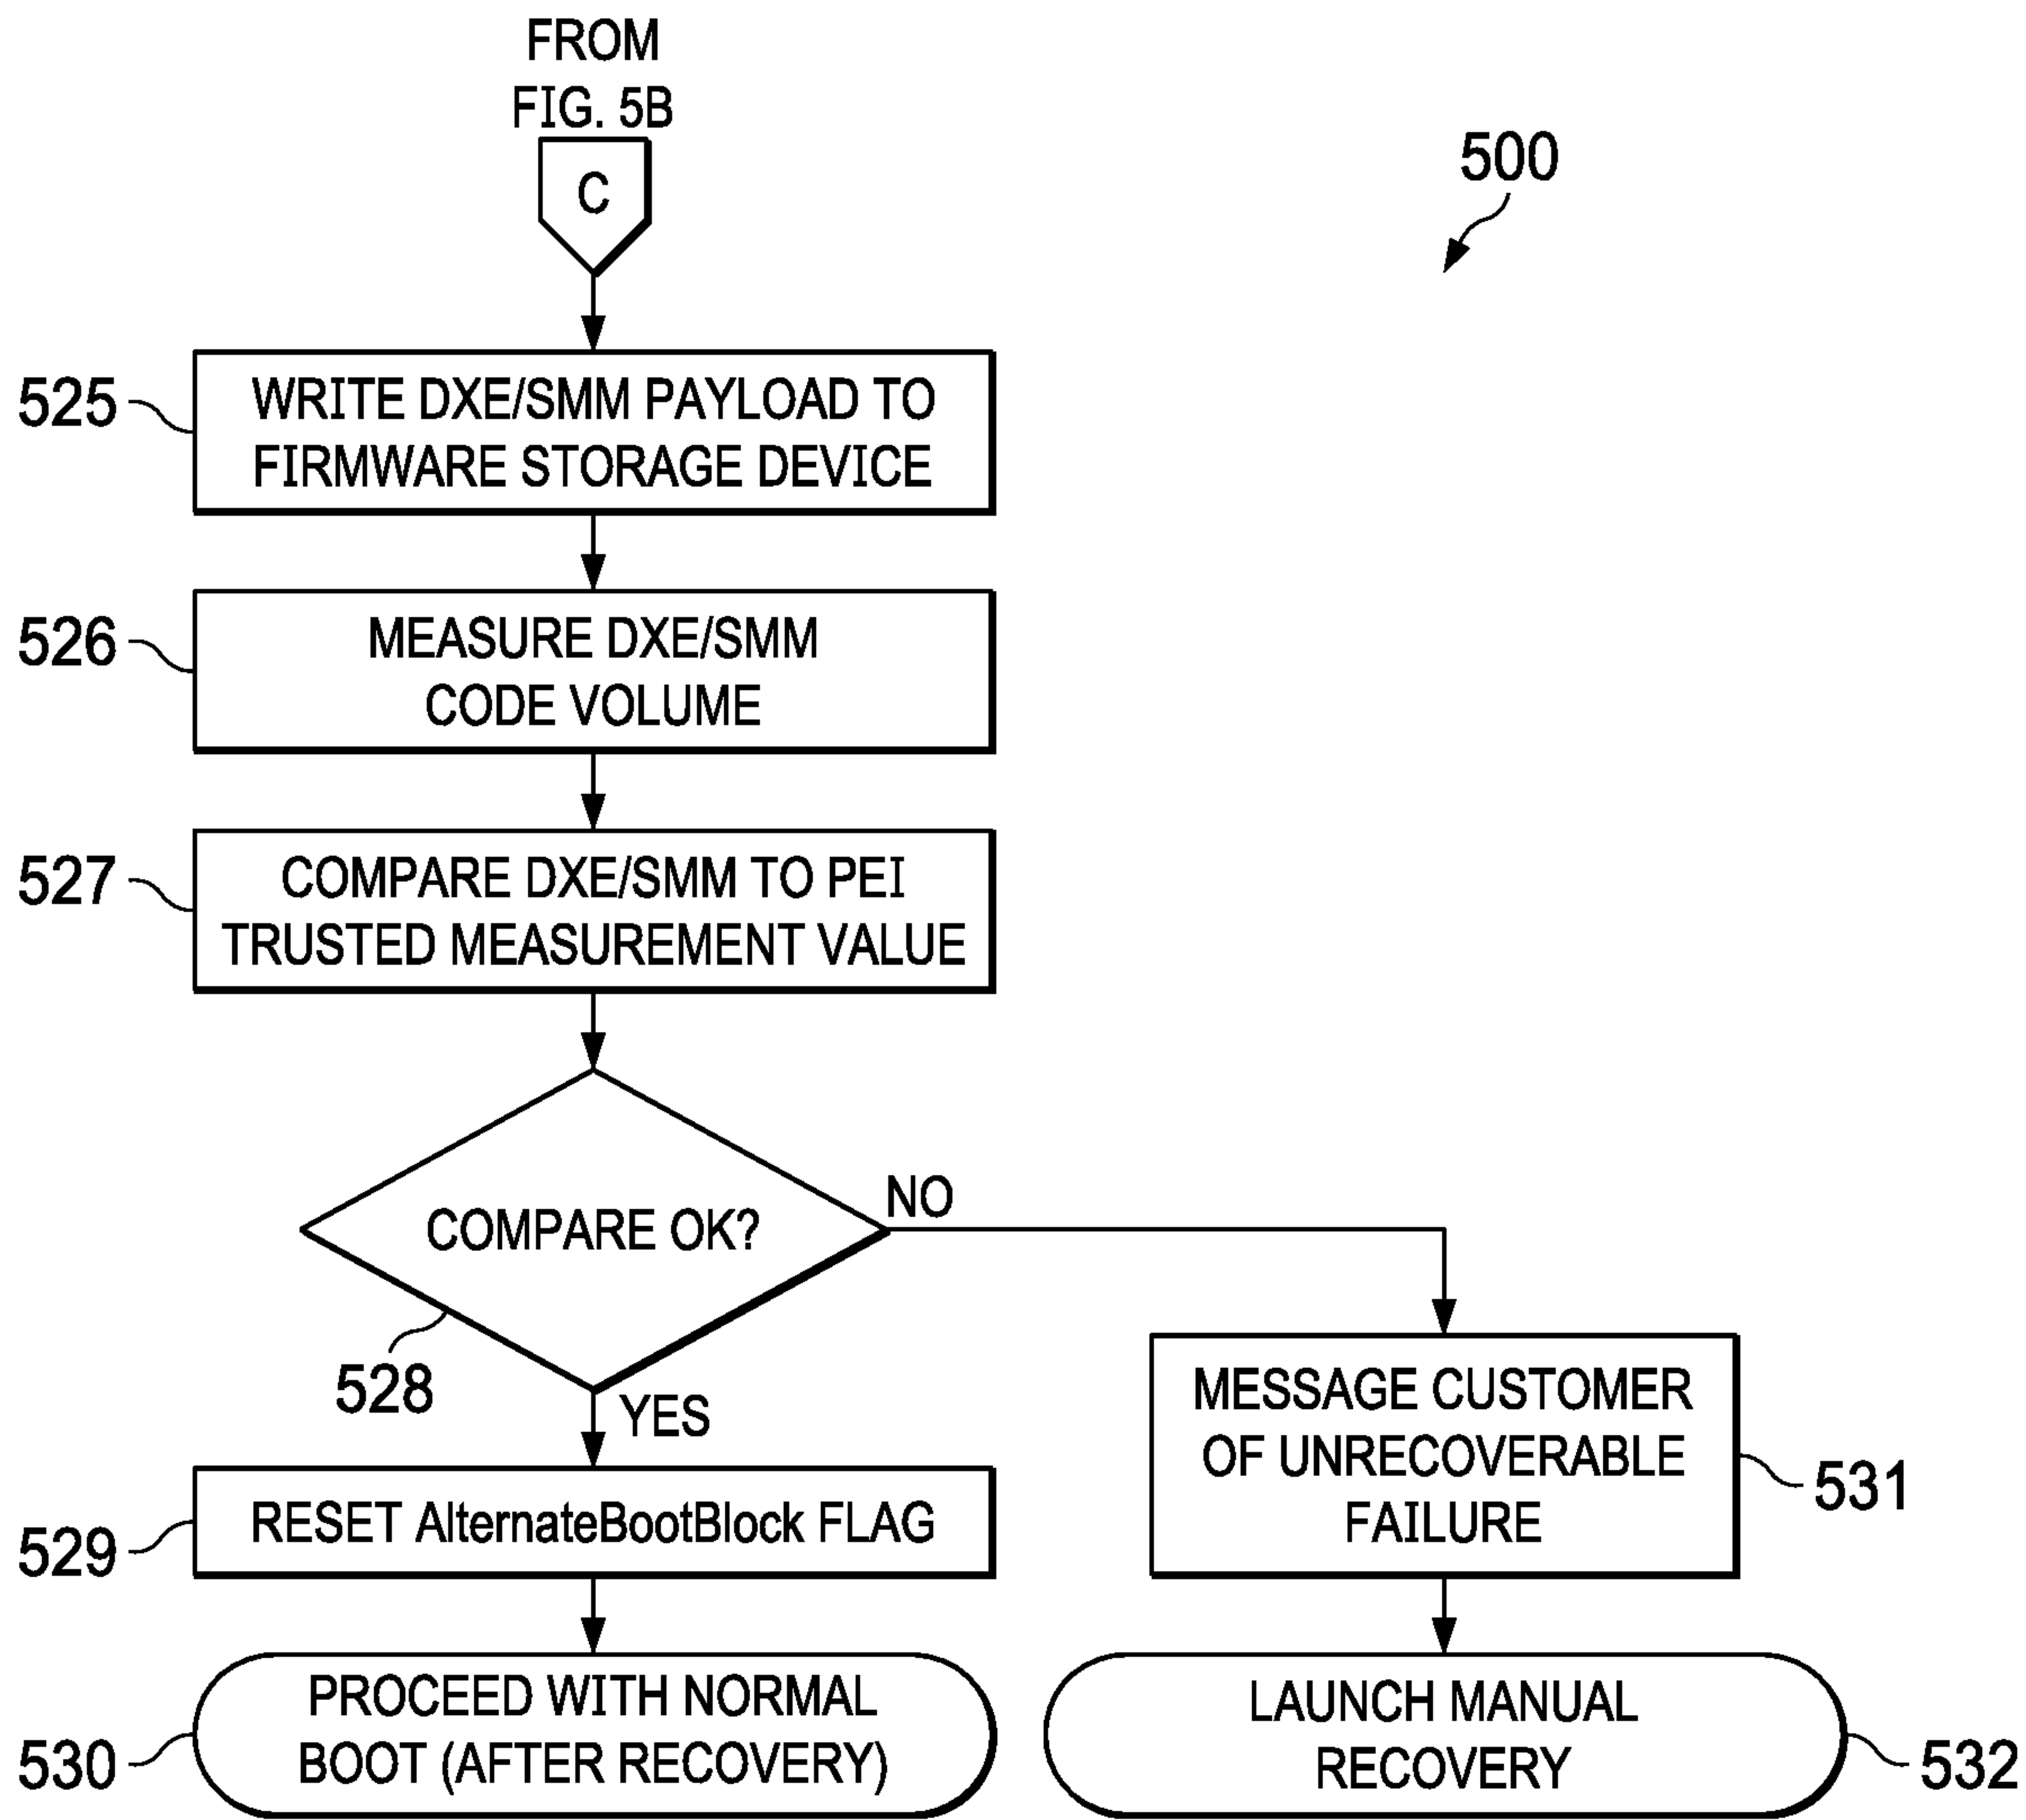 FROM
FIG. 5B
C
500
525
WRITE DXE/SMM PAYLOAD TO
FIRMWARE STORAGE DEVICE
526
MEASURE DXE/SMM
CODE VOLUME
527
COMPARE DXE/SMM TO PEI
TRUSTED MEASUREMENT VALUE
COMPARE OK?
NO
528
YES
MESSAGE CUSTOMER
OF UNRECOVERABLE
FAILURE
531
529
RESET AlternateBootBlock FLAG
530
PROCEED WITH NORMAL
BOOT (AFTER RECOVERY)
LAUNCH MANUAL
RECOVERY
532